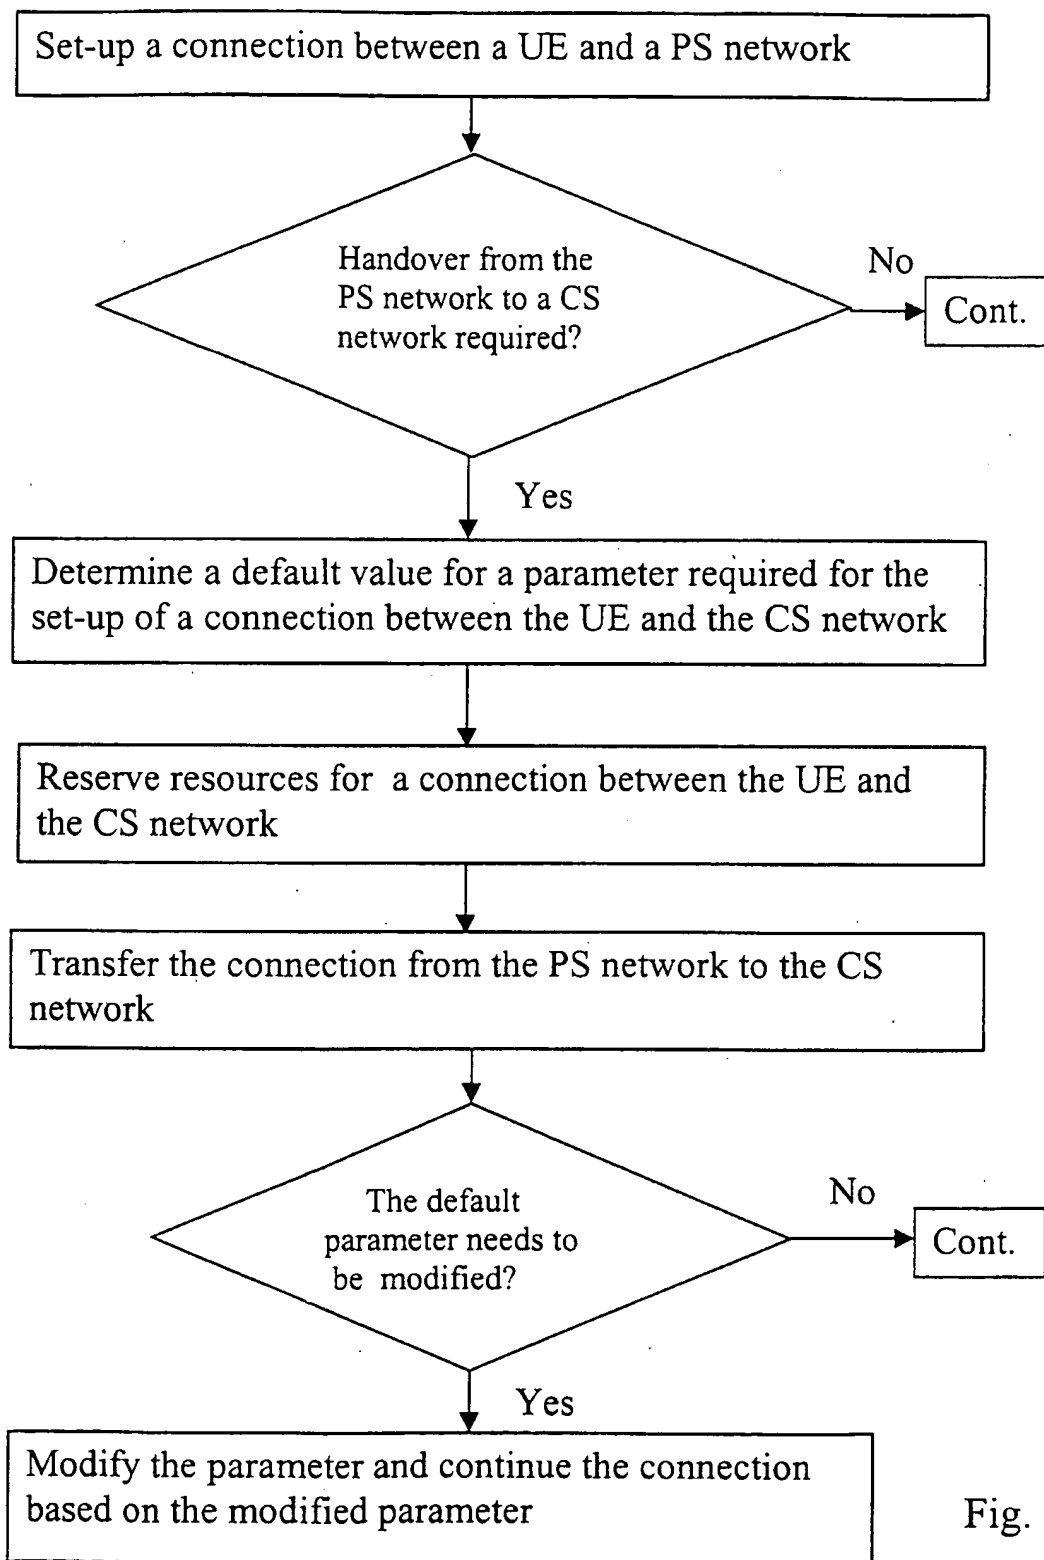 Set-up a connection between a UE and a PS network
Handover from the
PS network to a CS
network required?
No
Cont.
Yes
Determine a default value for a parameter required for the
set-up of a connection between the UE and the CS network
Reserve resources for a connection between the UE and
the CS network
Transfer the connection from the PS network to the CS
network
The default
parameter needs to
be modified?
No
Cont.
Yes
Modify the parameter and continue the connection
based on the modified parameter
Fig.